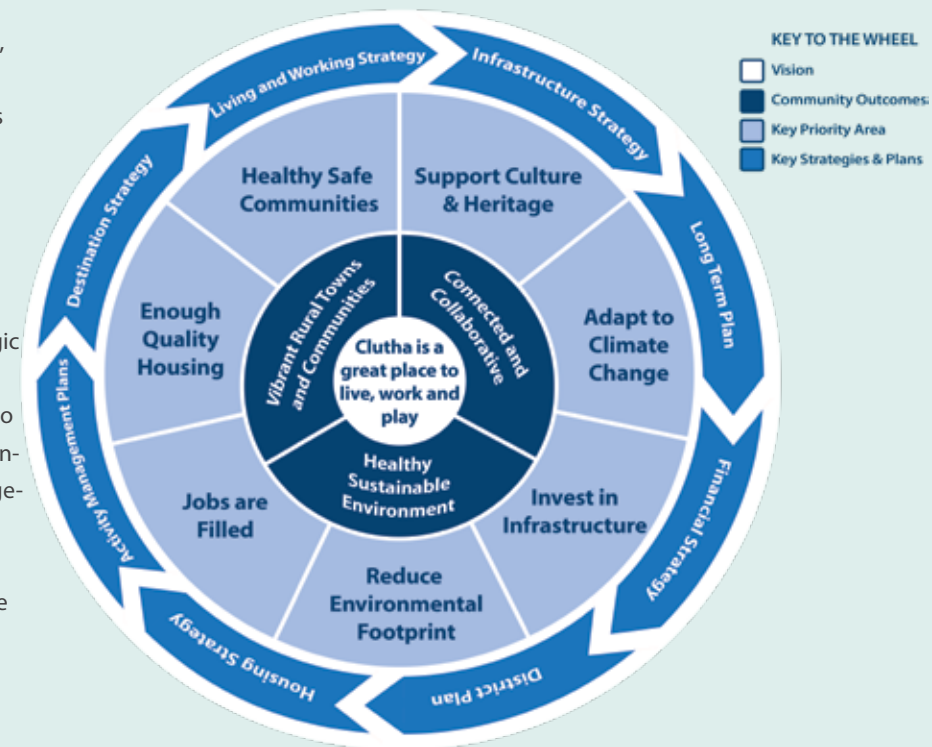 ,
s
gic
o
n-
ge-
e
KEY TO THE WHEEL
Vision
Community Outcomes:
Key Priority Area
Key Strategies & Plans
Living and Working Strategy
Infrastructure Strategy
Long Term Plan
Financial Strategy
District Plan
Housing Strategy
Activity Management Plans
Destination Strategy
Healthy Safe
Communities
Support Culture
& Heritage
Adapt to
Climate
Change
Invest in
Infrastructure
Reduce
Environmental
Footprint
Jobs are
Filled
Enough
Quality
Housing
Vibrant Rural Towns
and Communities
Connected and
Collaborative
Healthy
Sustainable
Environment
Clutha is a
great place to
live, work and
play